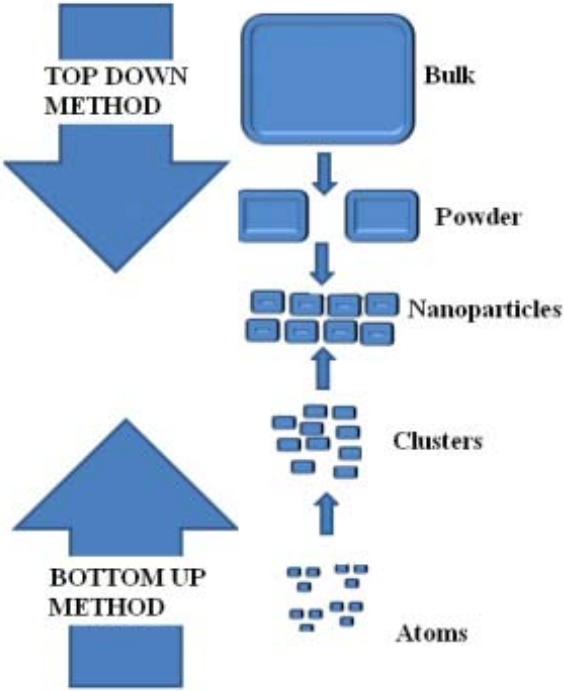 TOP DOWN
METHOD
Bulk
Powder
Nanoparticles
Clusters
BOTTOM UP
METHOD
Atoms